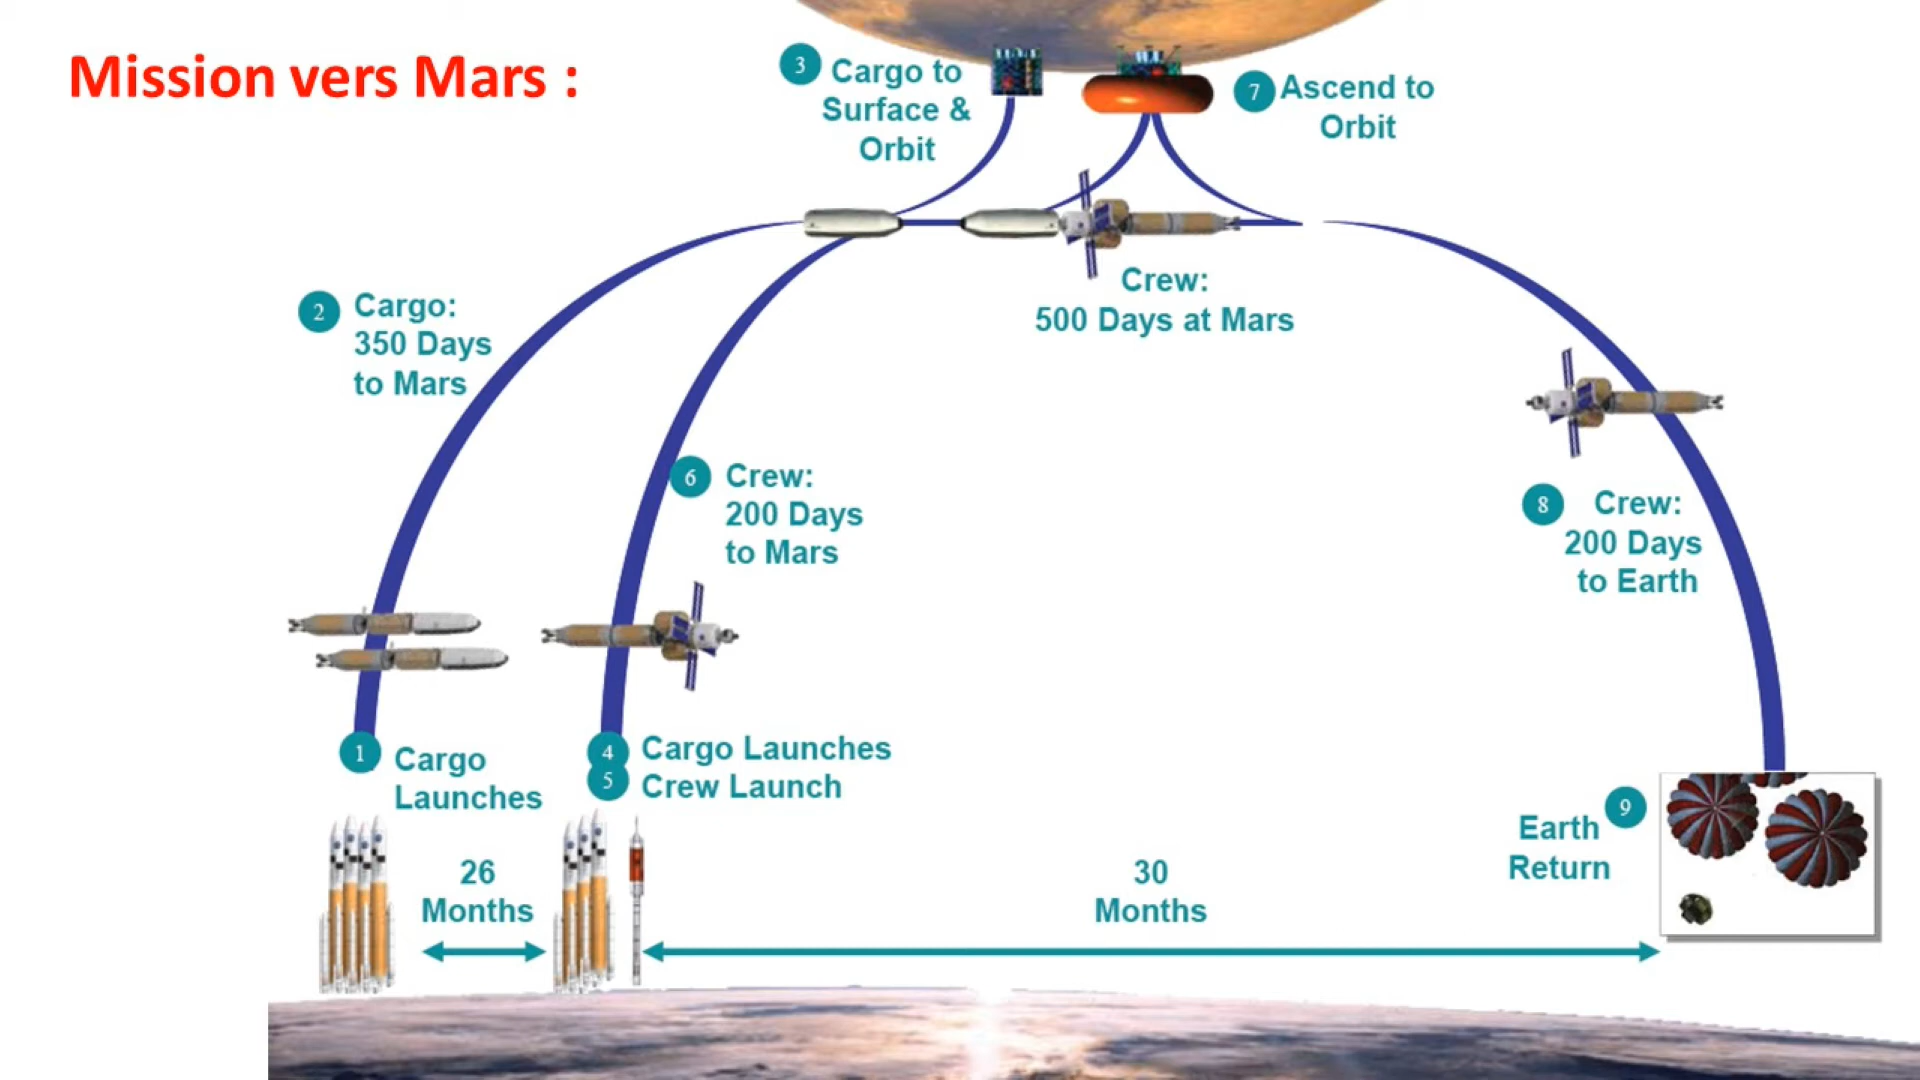 Mission vers Mars :
3 Cargo to
Surface &
Orbit
7 Ascend to
Orbit
2 Cargo:
350 Days
to Mars
Crew:
500 Days at Mars
6 Crew:
200 Days
to Mars
8 Crew:
200 Days
to Earth
1 Cargo
Launches
4 Cargo Launches
5 Crew Launch
26
Months
30
Months
9
Earth
Return